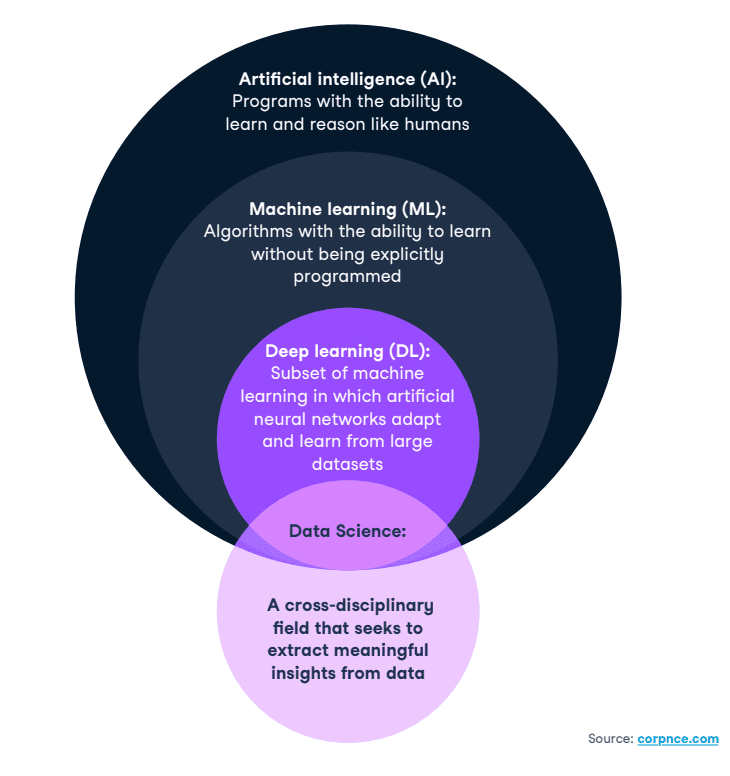 Artificial intelligence (AI):
Programs with the ability to
learn and reason like humans
Machine learning (ML):
Algorithms with the ability to learn
without being explicitly
programmed
Deep learning (DL):
Subset of machine
learning in which artificial
neural networks adapt
and learn from large
datasets
Data Science:
A cross-disciplinary
field that seeks to
extract meaningful
insights from data
Source: corpnce.com